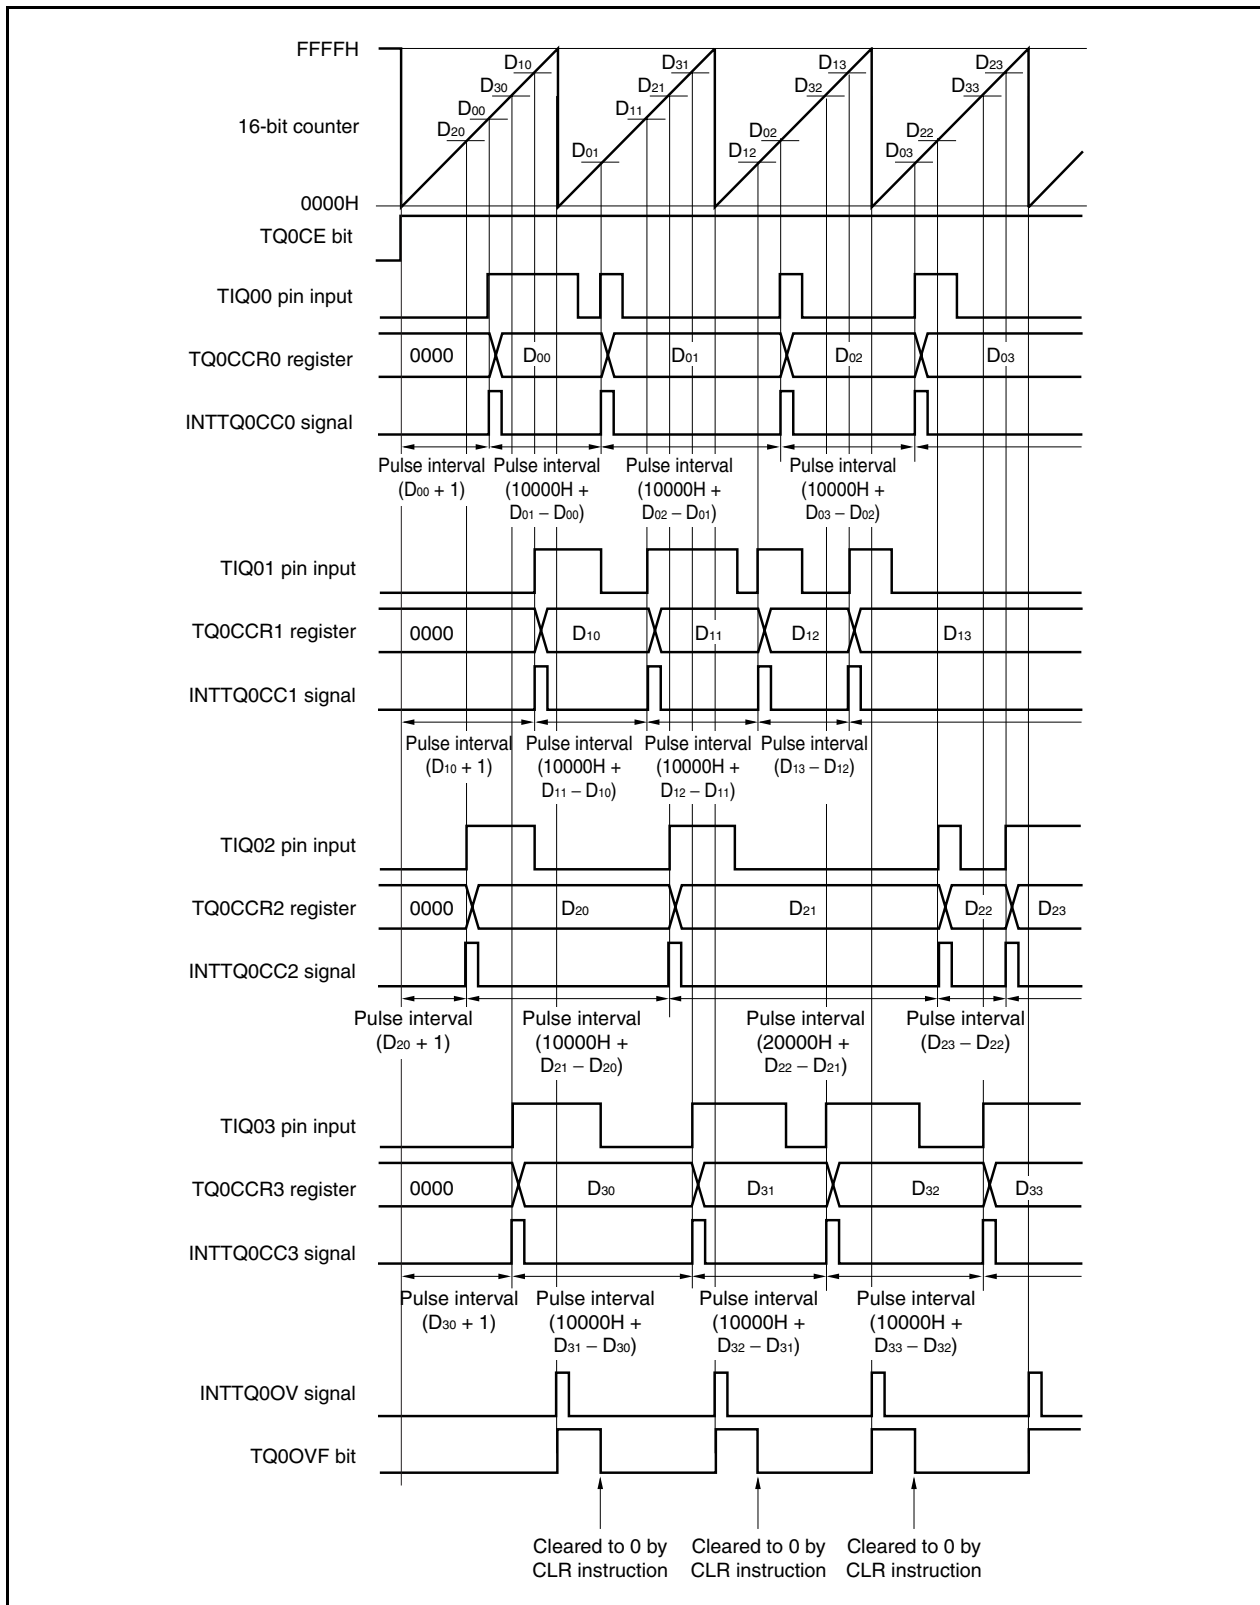 FFFFH
D10
D31
D13
D23
D30
D21
D32
D33
D00
D11
16-bit counter
D20
D02
D22
D01
D12
D03
0000H
TQ0CE bit
TIQ00 pin input
TQ0CCR0 register
0000
D00
D01
D02
D03
INTTQ0CC0 signal
Pulse interval
(D00 + 1)
Pulse interval
(10000H +
D01 – D00)
Pulse interval
(10000H +
D02 – D01)
Pulse interval
(10000H +
D03 – D02)
TIQ01 pin input
TQ0CCR1 register
0000
D10
D11
D12
D13
INTTQ0CC1 signal
Pulse interval
(D10 + 1)
Pulse interval
(10000H +
D11 – D10)
Pulse interval
(10000H +
D12 – D11)
Pulse interval
(D13 – D12)
TIQ02 pin input
TQ0CCR2 register
0000
D20
D21
D22
D23
INTTQ0CC2 signal
Pulse interval
(D20 + 1)
Pulse interval
(10000H +
D21 – D20)
Pulse interval
(20000H +
D22 – D21)
Pulse interval
(D23 – D22)
TIQ03 pin input
TQ0CCR3 register
0000
D30
D31
D32
D33
INTTQ0CC3 signal
Pulse interval
(D30 + 1)
Pulse interval
(10000H +
D31 – D30)
Pulse interval
(10000H +
D32 – D31)
Pulse interval
(10000H +
D33 – D32)
INTTQ0OV signal
TQ0OVF bit
Cleared to 0 by
CLR instruction
Cleared to 0 by
CLR instruction
Cleared to 0 by
CLR instruction